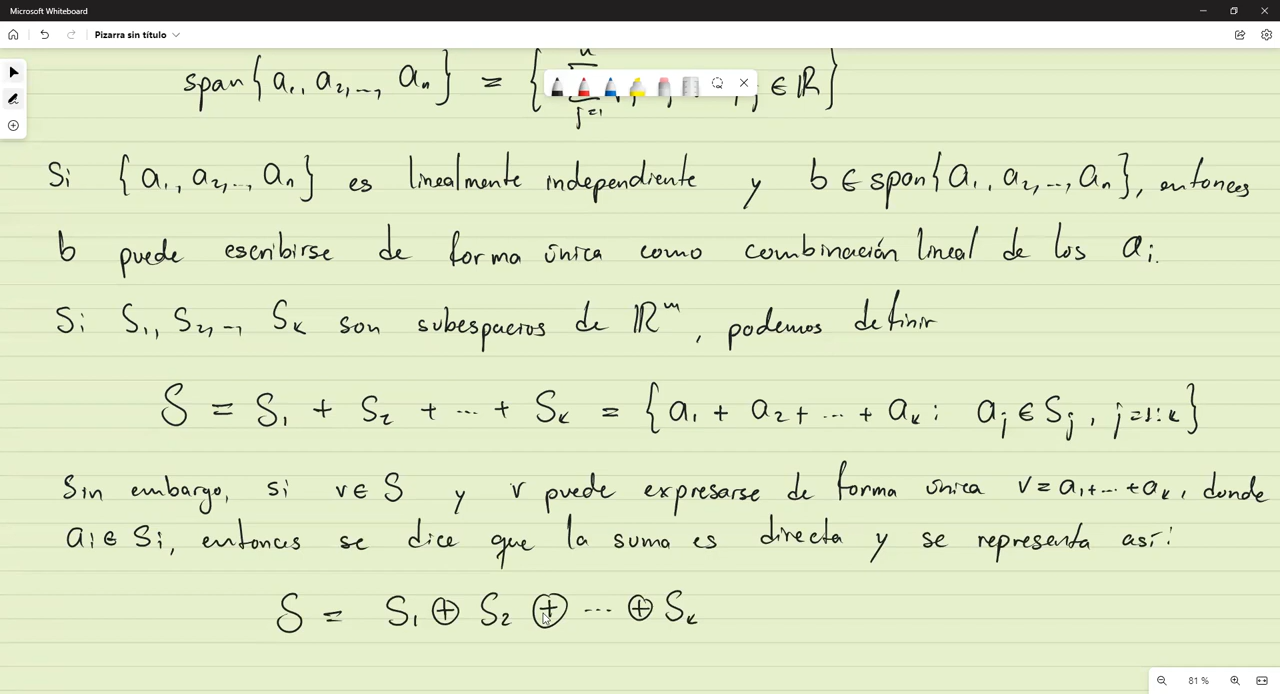 Microsoft Whiteboard
Pizarra sin título
span{a₁, a₂, ..., aₙ} = { n Σ j=1 ∈ ℝ}
Si {a₁, a₂, ..., aₙ} es linealmente independiente y b ∈ span{a₁, a₂, ..., aₙ}, entonces
b puede escribirse de forma única como combinación lineal de los aⱼ.
Si S₁, S₂, ..., Sₖ son subespacios de ℝᵐ, podemos definir
S = S₁ + S₂ + ... + Sₖ = {a₁ + a₂ + ... + aₖ : aⱼ ∈ Sⱼ, j=1:k}
Sin embargo, si v ∈ S y v puede expresarse de forma única v = a₁ + ... + aₖ, donde
aᵢ ∈ Sᵢ, entonces se dice que la suma es directa y se representa así:
S = S₁ ⊕ S₂ ⊕ ... ⊕ Sₖ
81 %